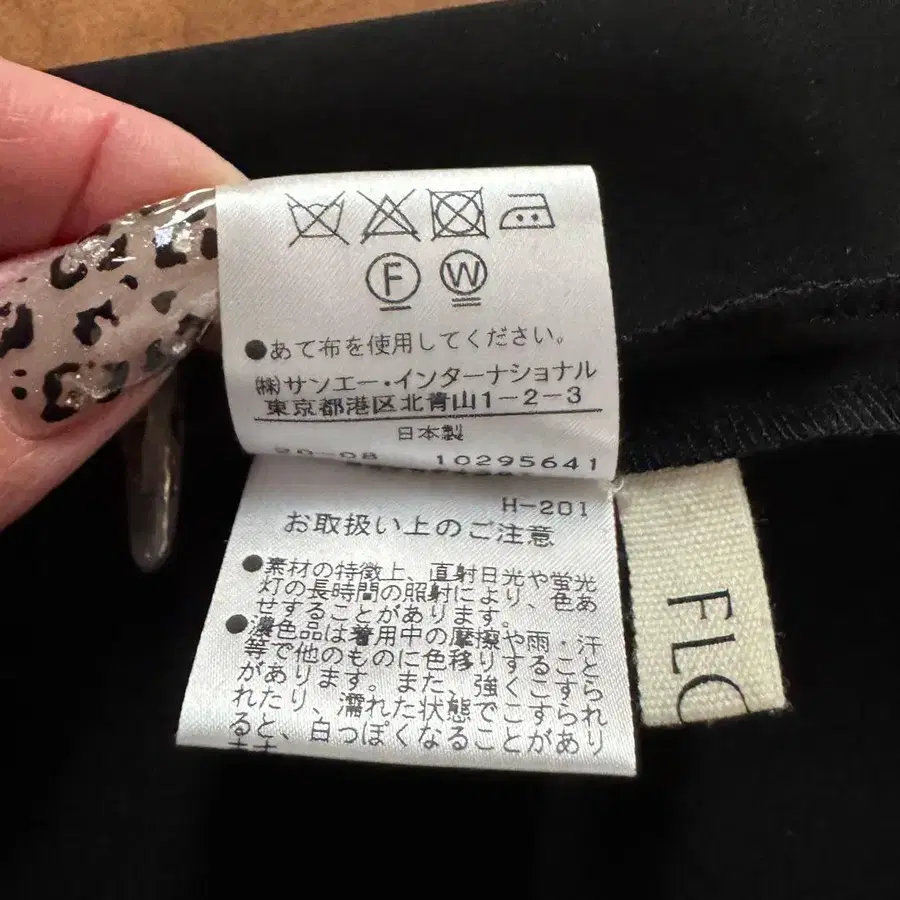 F W
●あて布を使用してください。
㈱サンエー・インターナショナル
東京都港区北青山1-2-3
日本製
20-08 10295641
H-201
お取扱い上のご注意
●素材の特徴上、直射日光や蛍光
灯の長時間の照射により、色あ
せすることがあります。
●濃色品は着用中の摩擦や雨・汗
等で他のものに色移りすること
があります。また、強くこすら
れたり、濡れた状態でこすられ
ると、白っぽくなることがあり
ます。